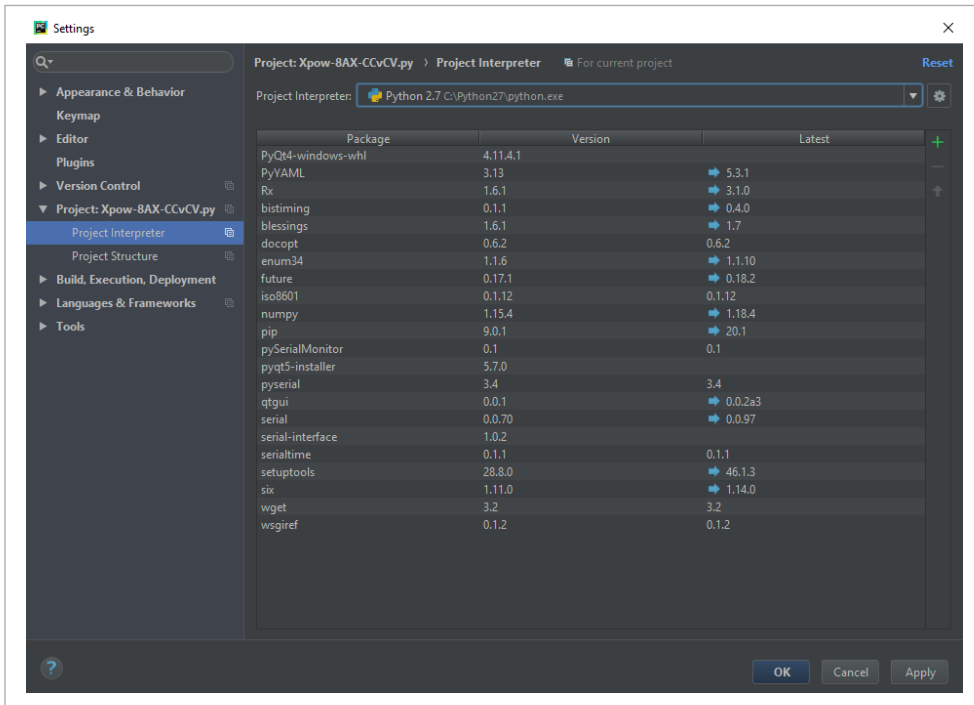 PC Settings
Project: Xpow-8AX-CCvCV.py › Project Interpreter For current project Reset
Appearance & Behavior
Keymap
Editor
Plugins
Version Control
Project: Xpow-8AX-CCvCV.py
Project Interpreter
Project Structure
Build, Execution, Deployment
Languages & Frameworks
Tools
Project Interpreter: Python 2.7 C:\Python27\python.exe
Package Version Latest
PyQt4-windows-whl 4.11.4.1
PyYAML 3.13 5.3.1
Rx 1.6.1 3.1.0
bistiming 0.1.1 0.4.0
blessings 1.6.1 1.7
docopt 0.6.2 0.6.2
enum34 1.1.6 1.1.10
future 0.17.1 0.18.2
iso8601 0.1.12 0.1.12
numpy 1.15.4 1.18.4
pip 9.0.1 20.1
pySerialMonitor 0.1 0.1
pyqt5-installer 5.7.0
pyserial 3.4 3.4
qtgui 0.0.1 0.0.2a3
serial 0.0.70 0.0.97
serial-interface 1.0.2
serialtime 0.1.1 0.1.1
setuptools 28.8.0 46.1.3
six 1.11.0 1.14.0
wget 3.2 3.2
wsgiref 0.1.2 0.1.2
? OK Cancel Apply